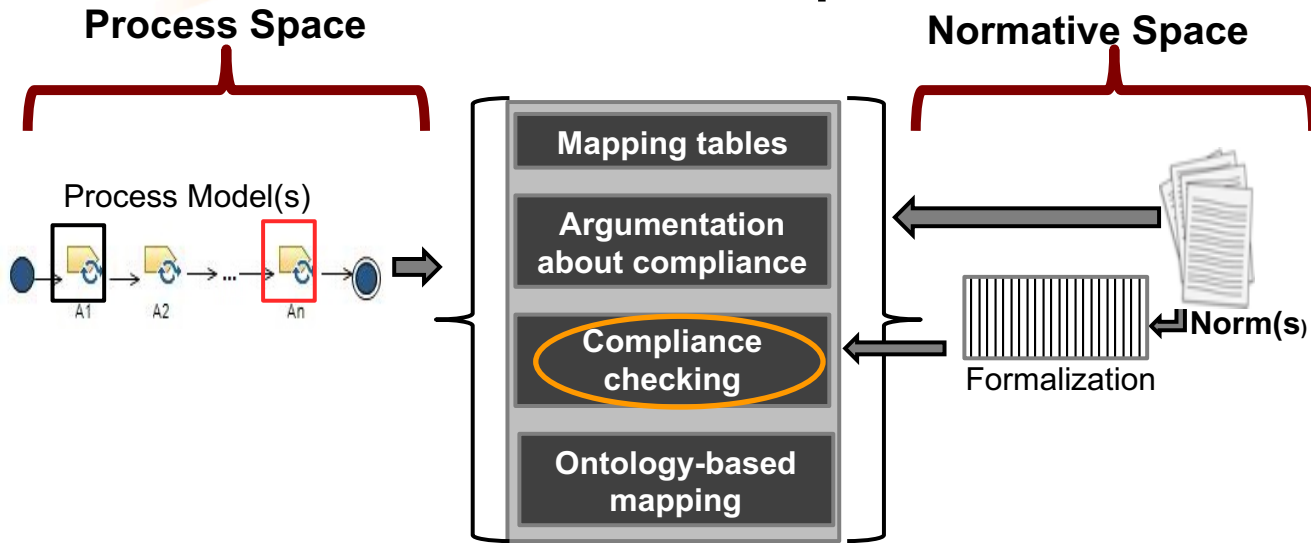 Process Space
Normative Space
Process Model(s)
A1
A2
...
An
Mapping tables
Argumentation
about compliance
Compliance
checking
Ontology-based
mapping
Norm(s)
Formalization